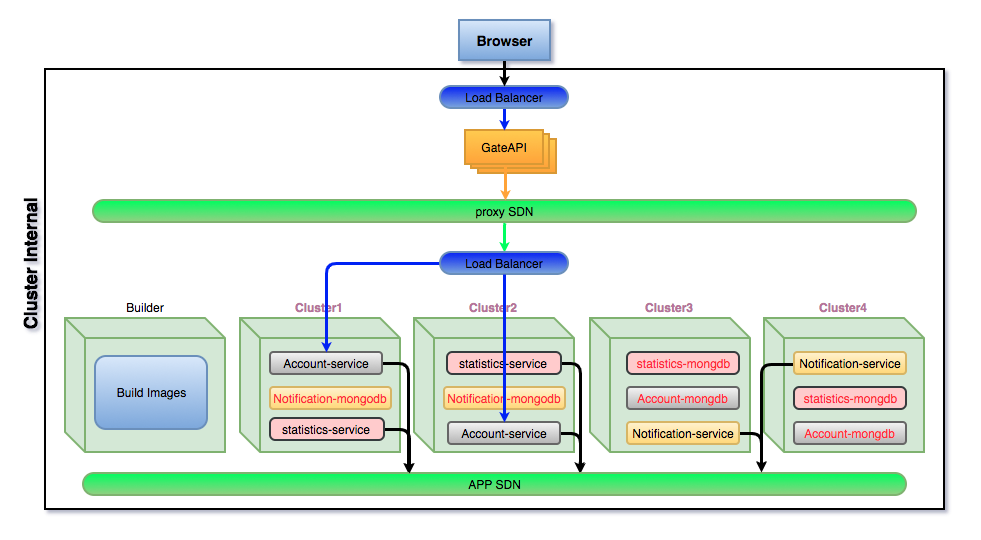 Browser
Load Balancer
GateAPI
proxy SDN
Load Balancer
Cluster Internal
Builder
Cluster1
Cluster2
Cluster3
Cluster4
Build Images
Account-service
Notification-mongodb
statistics-service
statistics-service
Notification-mongodb
Account-service
statistics-mongdb
Account-mongdb
Notification-service
Notification-service
statistics-mongdb
Account-mongdb
APP SDN